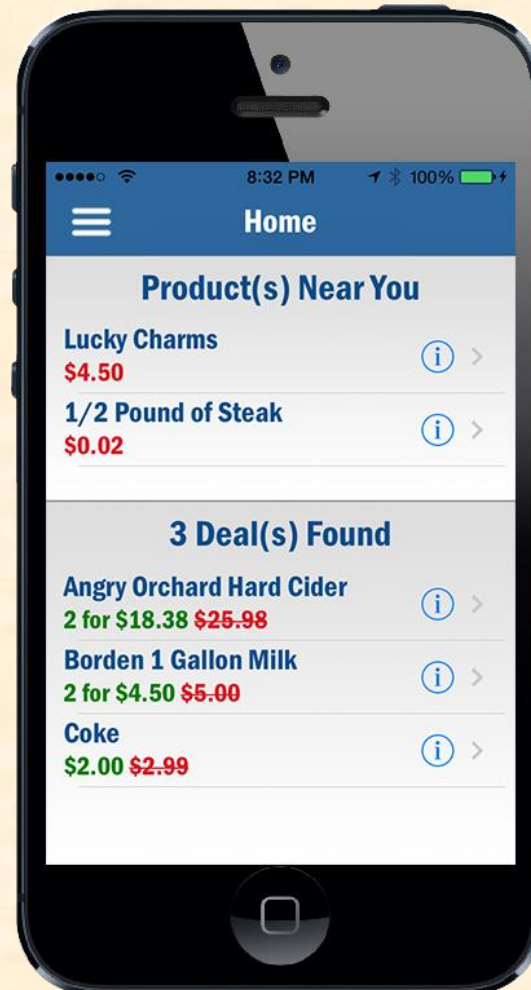 8:32 PM 100%
Home
Product(s) Near You
Lucky Charms
$4.50
1/2 Pound of Steak
$0.02
3 Deal(s) Found
Angry Orchard Hard Cider
2 for $18.38 $25.98
Borden 1 Gallon Milk
2 for $4.50 $5.00
Coke
$2.00 $2.99